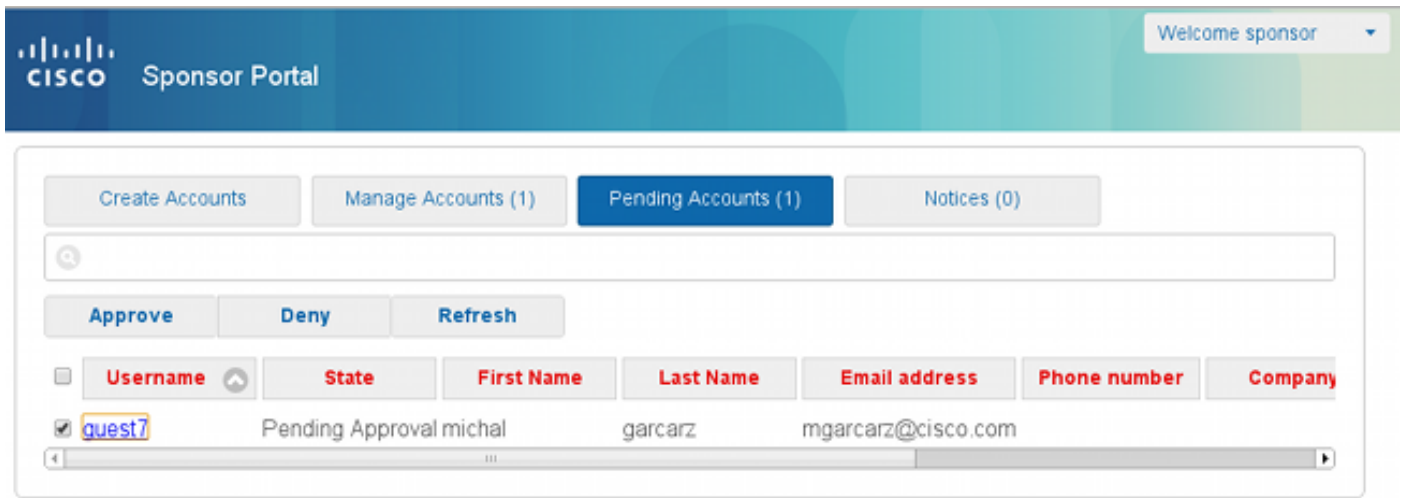 Welcome sponsor
CISCO Sponsor Portal
Create Accounts Manage Accounts (1) Pending Accounts (1) Notices (0)
Approve Deny Refresh
Username State First Name Last Name Email address Phone number Company
guest7 Pending Approval michal garcarz mgarcarz@cisco.com